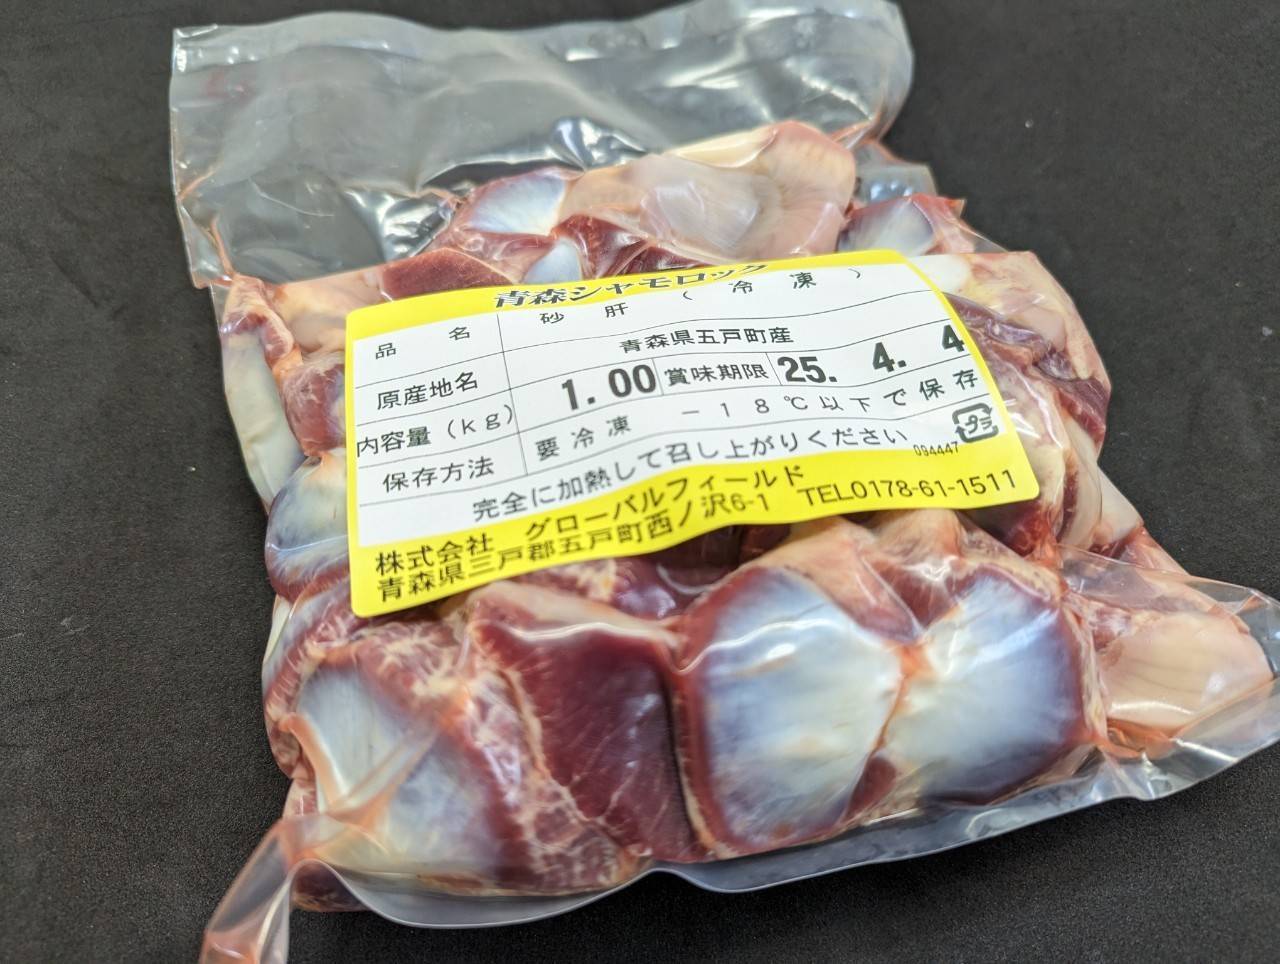 青森シャモロック
品名 砂肝（冷凍）
原産地名 青森県五戸町産
内容量（kg） 1.00 賞味期限 25. 4. 4
保存方法 要冷凍 －18℃以下で保存
完全に加熱して召し上がりください
094447
プラ
株式会社 グローバルフィールド
青森県三戸郡五戸町西ノ沢6-1 TEL0178-61-1511